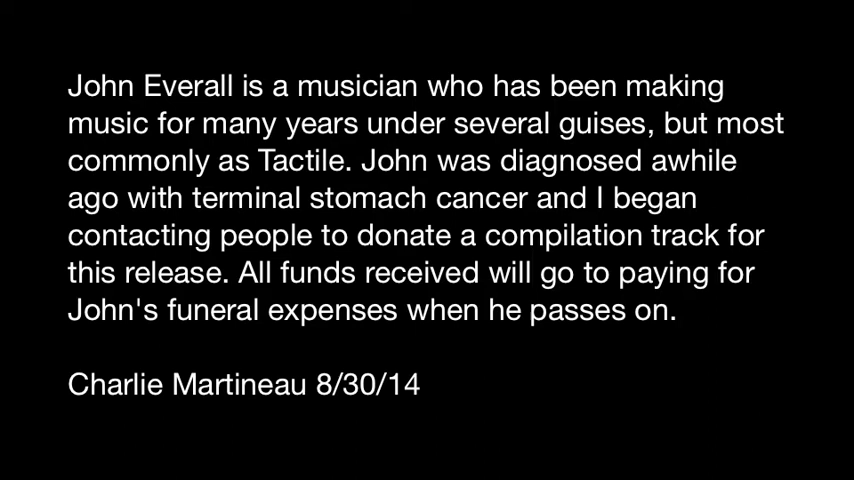 John Everall is a musician who has been making
music for many years under several guises, but most
commonly as Tactile. John was diagnosed awhile
ago with terminal stomach cancer and I began
contacting people to donate a compilation track for
this release. All funds received will go to paying for
John's funeral expenses when he passes on.
Charlie Martineau 8/30/14